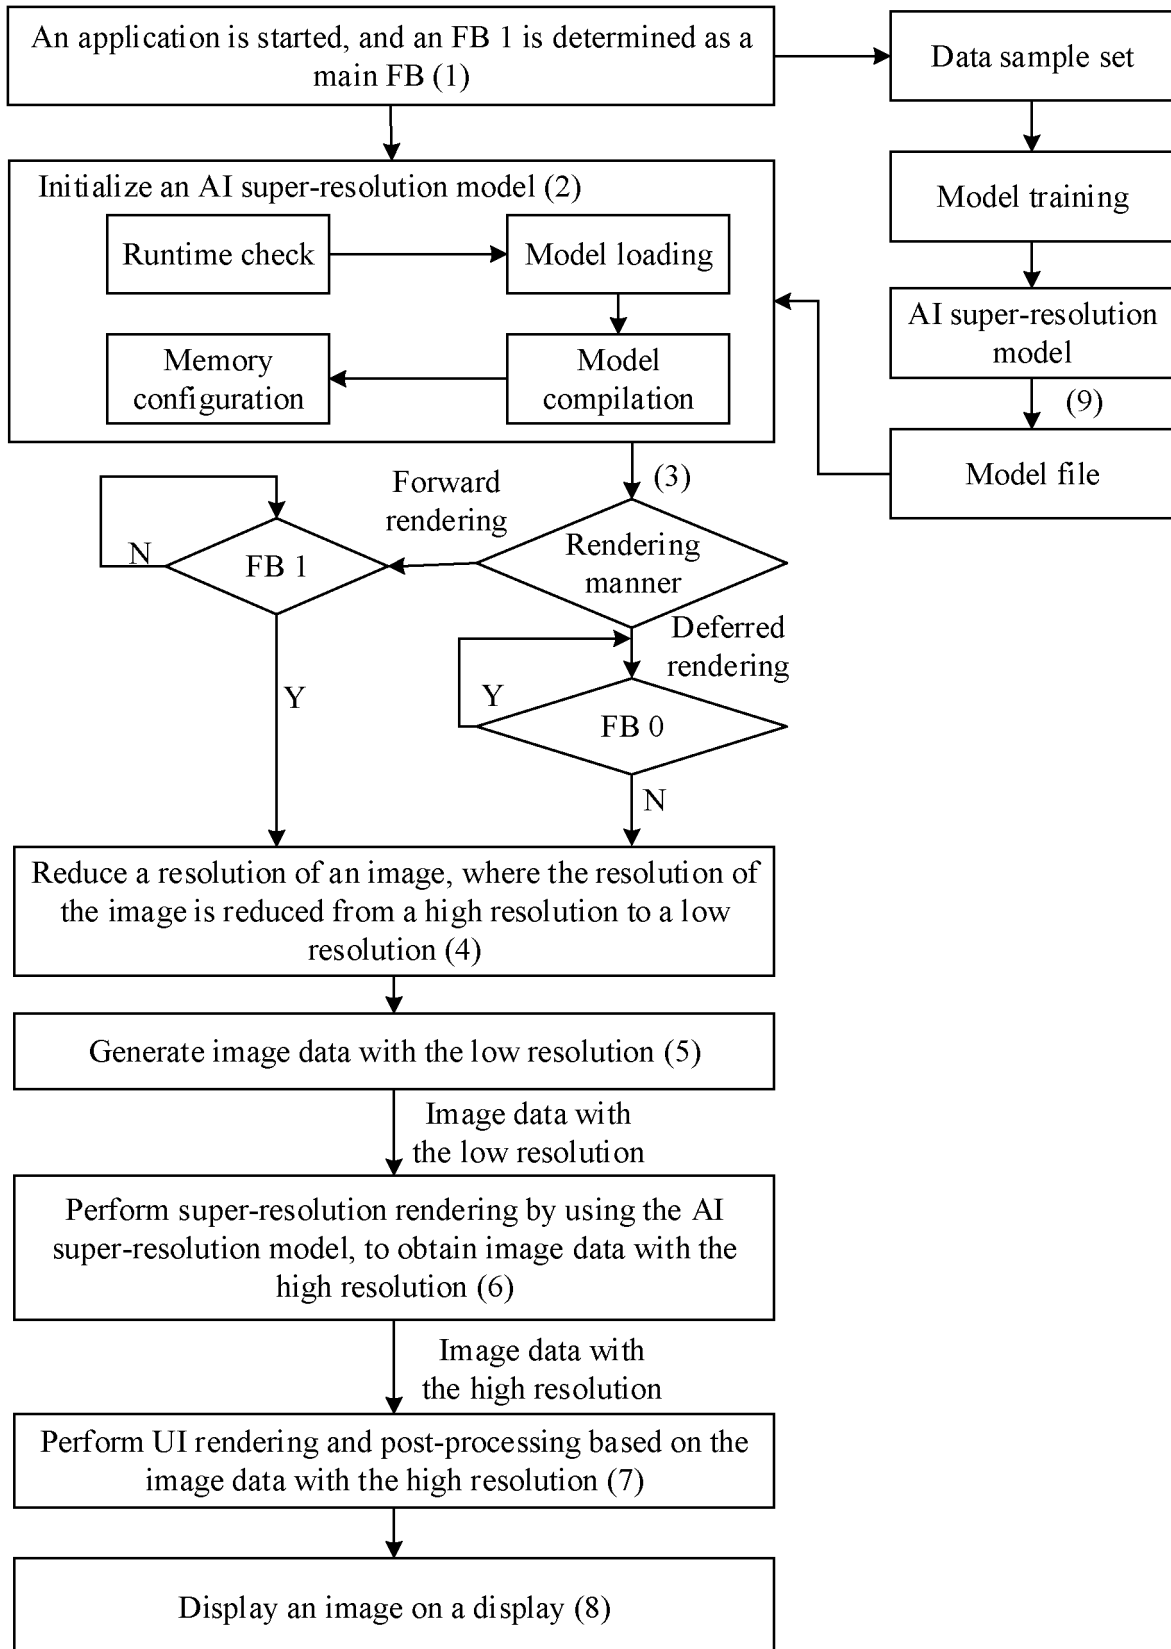 An application is started, and an FB 1 is determined as a
main FB (1)
Data sample set
Model training
AI super-resolution
model
(9)
Model file
Initialize an AI super-resolution model (2)
Runtime check
Model loading
Memory
configuration
Model
compilation
(3)
Forward
rendering
Rendering
manner
N
FB 1
Deferred
rendering
Y
Y
FB 0
N
Reduce a resolution of an image, where the resolution of
the image is reduced from a high resolution to a low
resolution (4)
Generate image data with the low resolution (5)
Image data with
the low resolution
Perform super-resolution rendering by using the AI
super-resolution model, to obtain image data with the
high resolution (6)
Image data with
the high resolution
Perform UI rendering and post-processing based on the
image data with the high resolution (7)
Display an image on a display (8)